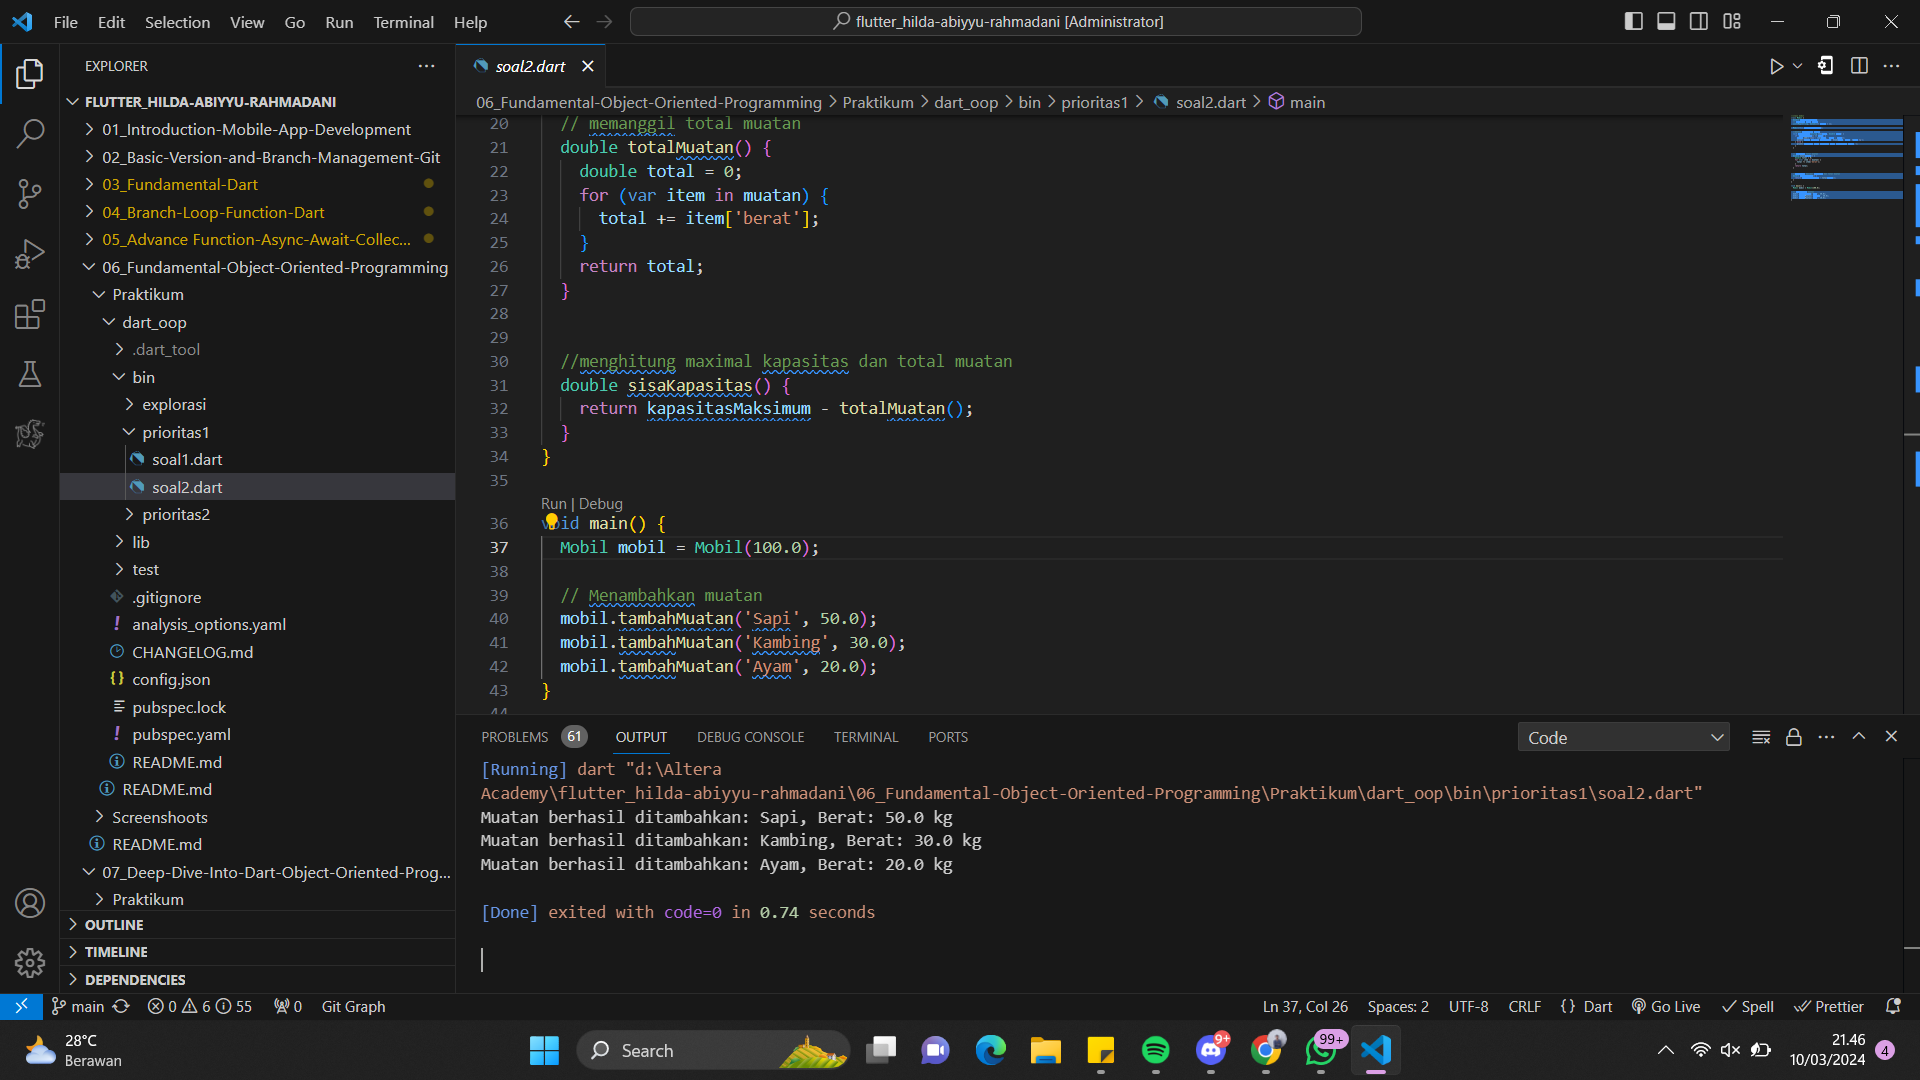 File Edit Selection View Go Run Terminal Help
flutter_hilda-abiyyu-rahmadani [Administrator]
EXPLORER
FLUTTER_HILDA-ABIYYU-RAHMADANI
01_Introduction-Mobile-App-Development
02_Basic-Version-and-Branch-Management-Git
03_Fundamental-Dart
04_Branch-Loop-Function-Dart
05_Advance Function-Async-Await-Collec...
06_Fundamental-Object-Oriented-Programming
Praktikum
dart_oop
.dart_tool
bin
explorasi
prioritas1
soal1.dart
soal2.dart
prioritas2
lib
test
.gitignore
analysis_options.yaml
CHANGELOG.md
config.json
pubspec.lock
pubspec.yaml
README.md
README.md
Screenshoots
README.md
07_Deep-Dive-Into-Dart-Object-Oriented-Prog...
Praktikum
OUTLINE
TIMELINE
DEPENDENCIES
soal2.dart
06_Fundamental-Object-Oriented-Programming > Praktikum > dart_oop > bin > prioritas1 > soal2.dart > main
20 // memanggil total muatan
21 double totalMuatan() {
22 double total = 0;
23 for (var item in muatan) {
24 total += item['berat'];
25 }
26 return total;
27 }
28
29
30 //menghitung maximal kapasitas dan total muatan
31 double sisaKapasitas() {
32 return kapasitasMaksimum - totalMuatan();
33 }
34 }
35
Run | Debug
36 void main() {
37 Mobil mobil = Mobil(100.0);
38
39 // Menambahkan muatan
40 mobil.tambahMuatan('Sapi', 50.0);
41 mobil.tambahMuatan('Kambing', 30.0);
42 mobil.tambahMuatan('Ayam', 20.0);
43 }
44
PROBLEMS 61 OUTPUT DEBUG CONSOLE TERMINAL PORTS
Code
[Running] dart "d:\Altera
Academy\flutter_hilda-abiyyu-rahmadani\06_Fundamental-Object-Oriented-Programming\Praktikum\dart_oop\bin\prioritas1\soal2.dart"
Muatan berhasil ditambahkan: Sapi, Berat: 50.0 kg
Muatan berhasil ditambahkan: Kambing, Berat: 30.0 kg
Muatan berhasil ditambahkan: Ayam, Berat: 20.0 kg
[Done] exited with code=0 in 0.74 seconds
main 0 6 55 0 Git Graph
Ln 37, Col 26 Spaces: 2 UTF-8 CRLF {} Dart Go Live Spell Prettier
28°C
Berawan
Search
9+
99+
21.46
10/03/2024
4